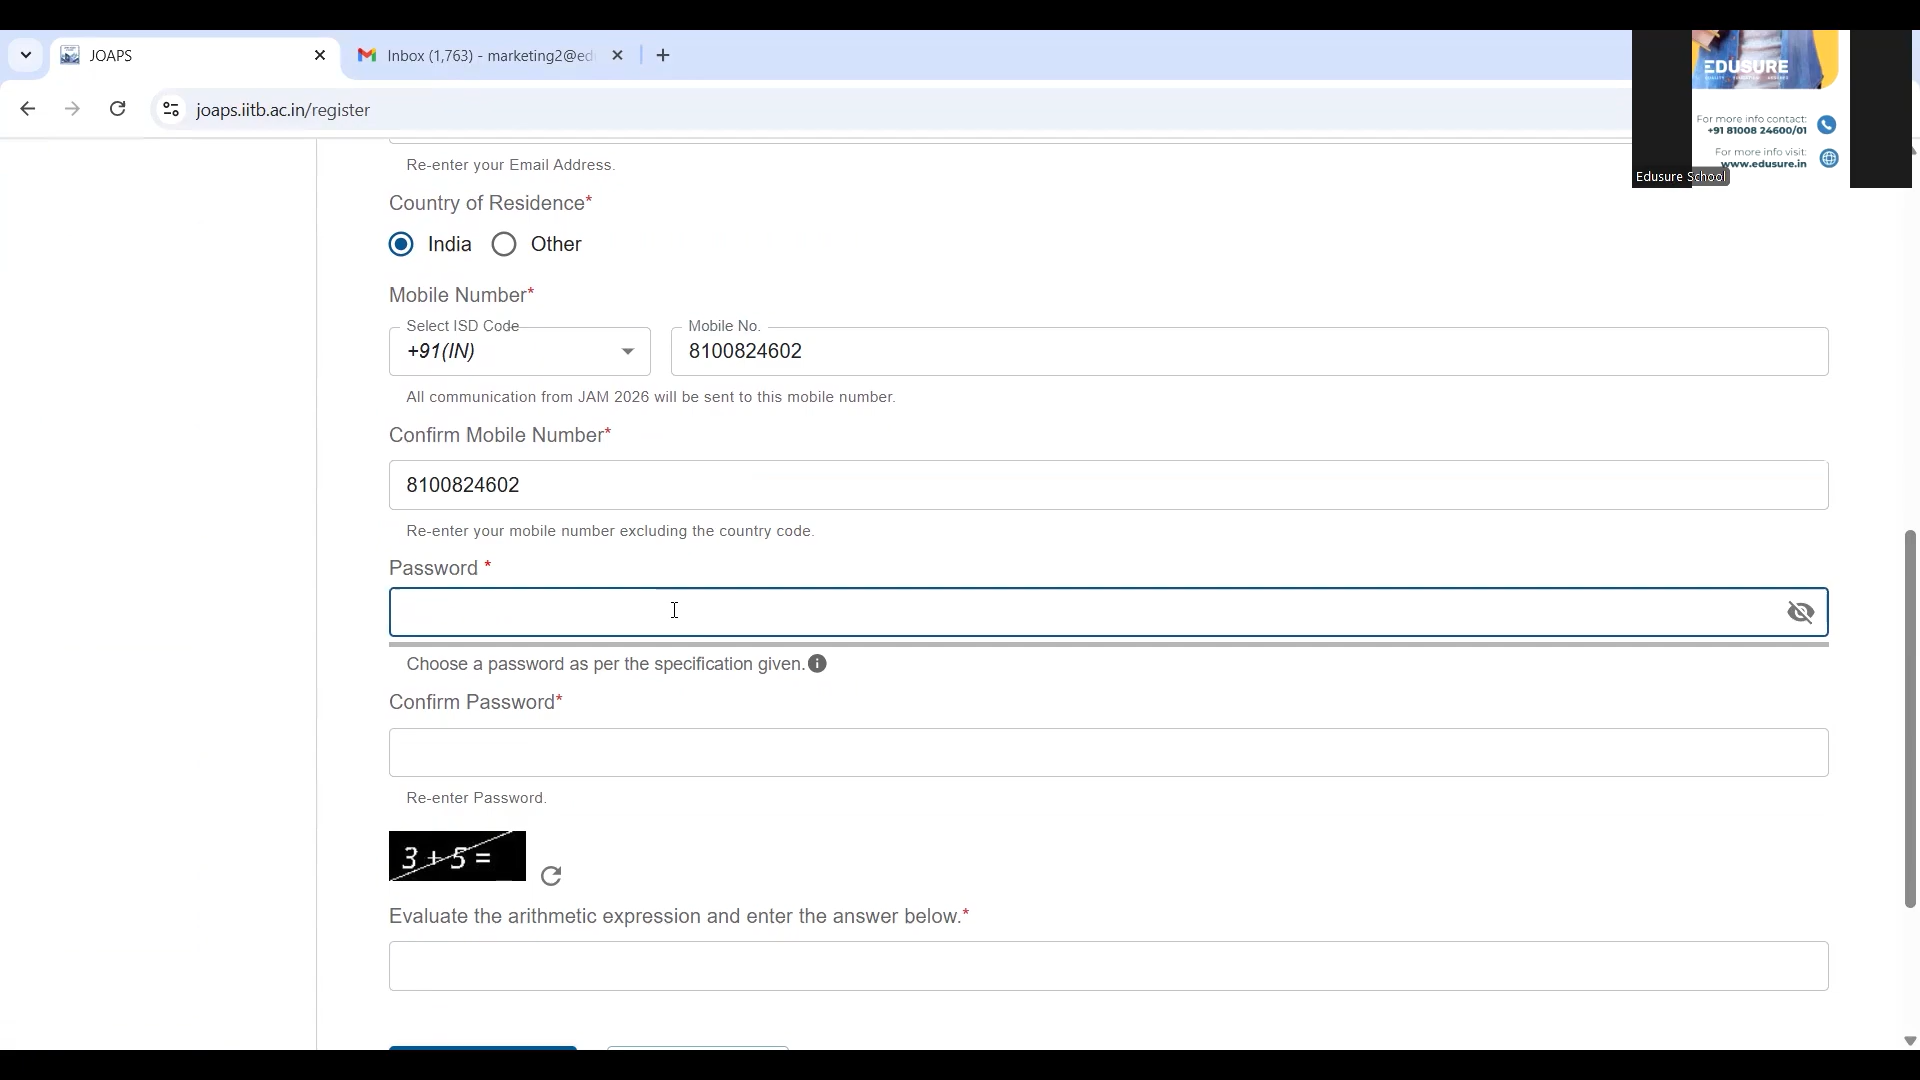 JOAPS
Inbox (1,763) - marketing2@ed
joaps.iitb.ac.in/register
EDUSURE
For more info contact:
+91 81008 24600/01
For more info visit:
www.edusure.in
Edusure School
Re-enter your Email Address.
Country of Residence*
India Other
Mobile Number*
Select ISD Code
+91(IN)
Mobile No.
8100824602
All communication from JAM 2026 will be sent to this mobile number.
Confirm Mobile Number*
8100824602
Re-enter your mobile number excluding the country code.
Password *
Choose a password as per the specification given.
Confirm Password*
Re-enter Password.
3 + 5 =
Evaluate the arithmetic expression and enter the answer below.*